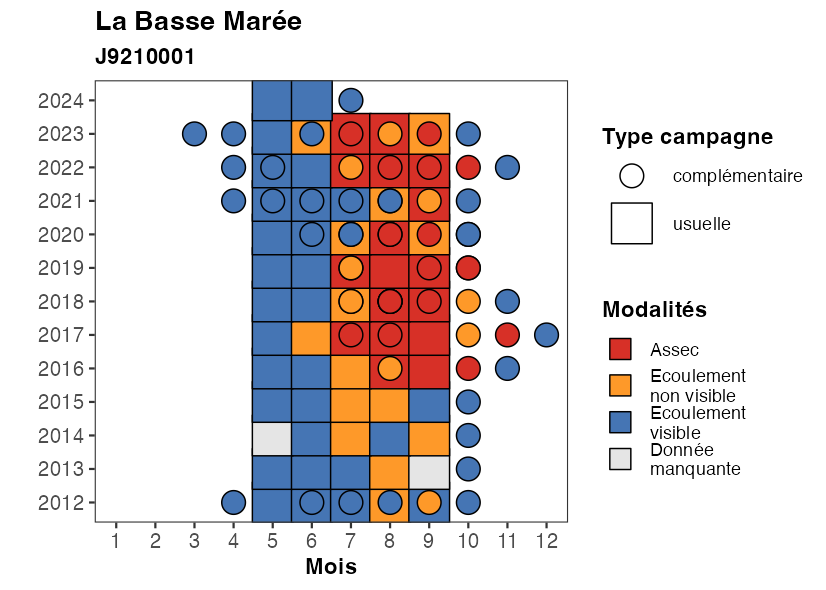 La Basse Marée
J9210001
2024
2023
2022
2021
2020
2019
2018
2017
2016
2015
2014
2013
2012
1 2 3 4 5 6 7 8 9 10 11 12
Mois
Type campagne
complémentaire
usuelle
Modalités
Assec
Ecoulement
non visible
Ecoulement
visible
Donnée
manquante